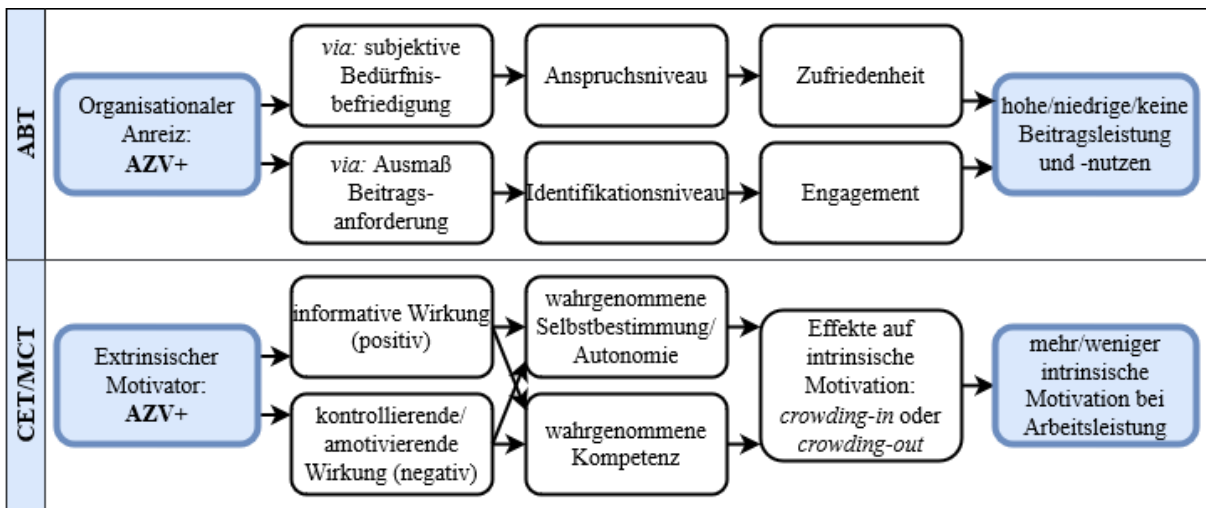 ABT
Organisationaler
Anreiz:
AZV+
via: subjektive
Bedürfnis-
befriedigung
Anspruchsniveau
Zufriedenheit
via: Ausmaß
Beitrags-
anforderung
Identifikationsniveau
Engagement
hohe/niedrige/keine
Beitragsleistung
und -nutzen
CET/MCT
Extrinsischer
Motivator:
AZV+
informative Wirkung
(positiv)
kontrollierende/
amotivierende
Wirkung (negativ)
wahrgenommene
Selbstbestimmung/
Autonomie
wahrgenommene
Kompetenz
Effekte auf
intrinsische
Motivation:
crowding-in oder
crowding-out
mehr/weniger
intrinsische
Motivation bei
Arbeitsleistung